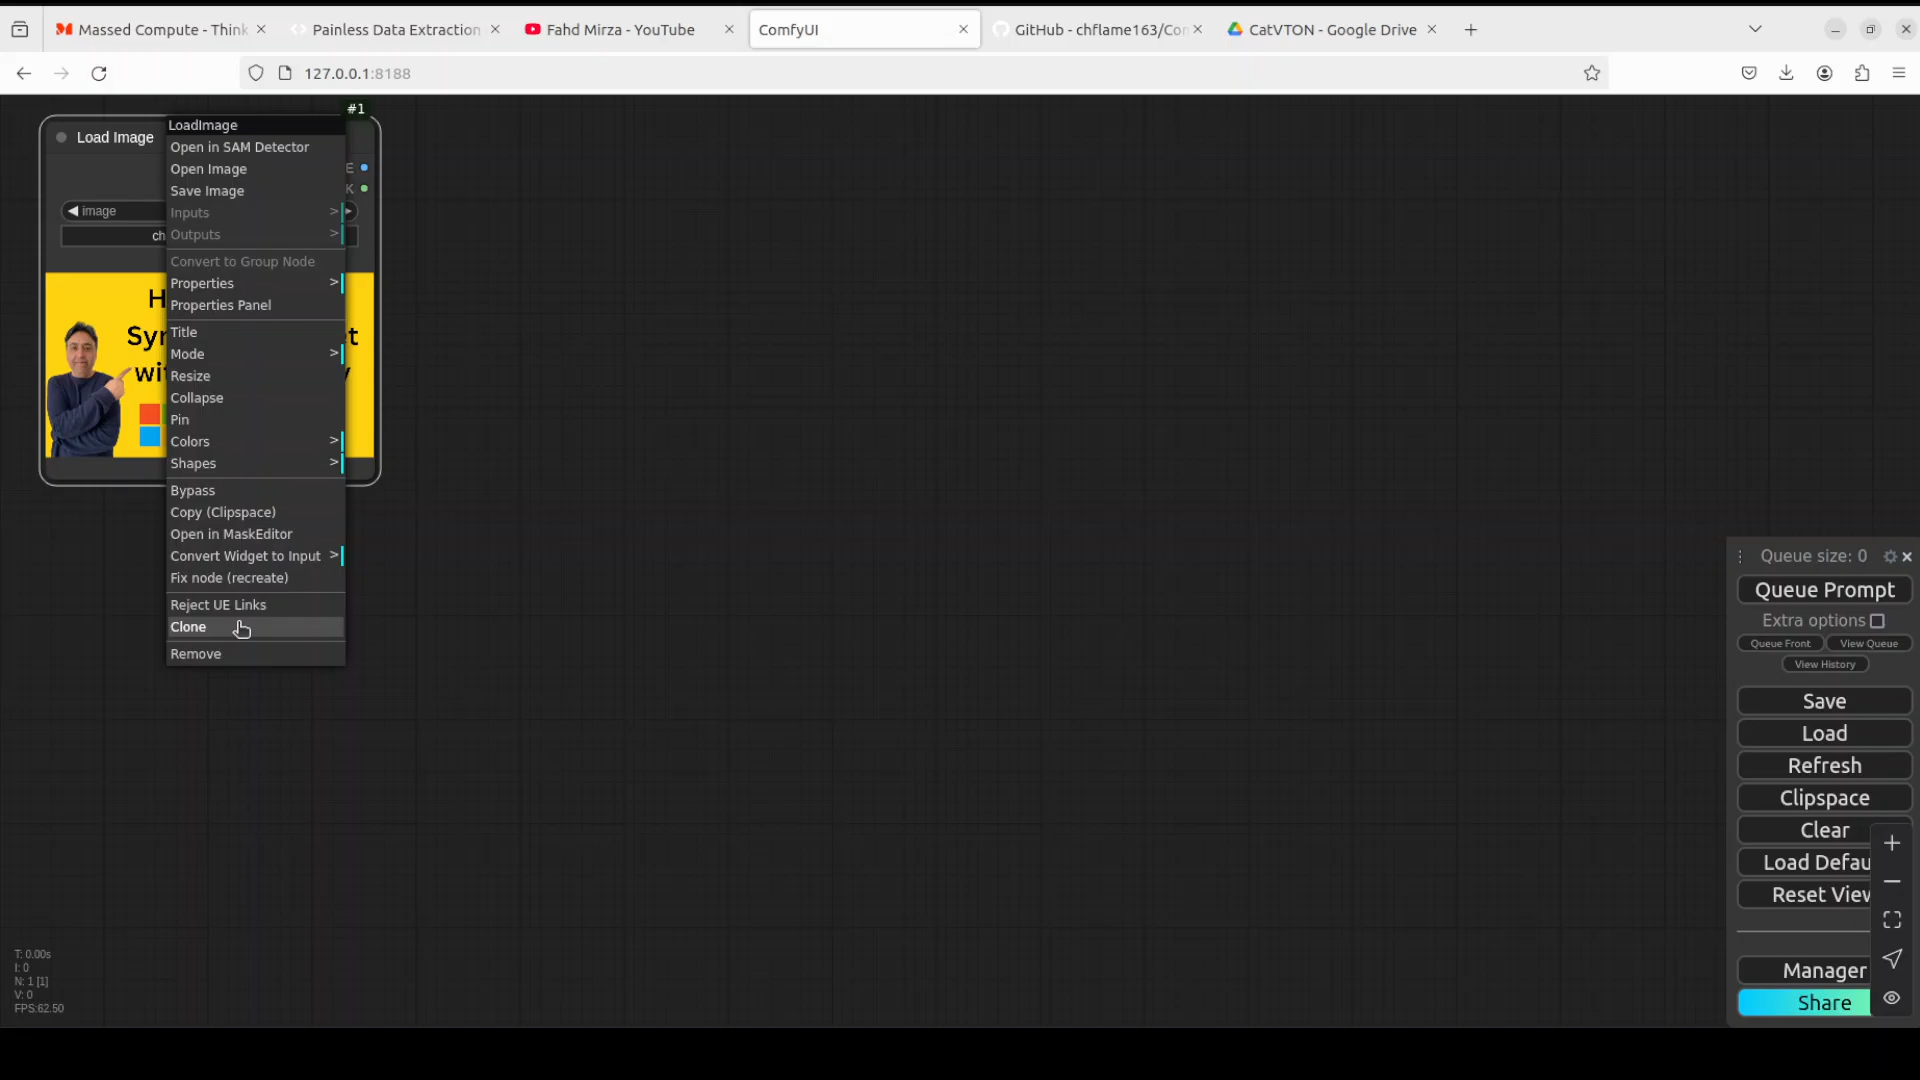 Massed Compute - Think
Painless Data Extraction
Fahd Mirza - YouTube
ComfyUI
GitHub - chflame163/Con
CatVTON - Google Drive
127.0.0.1:8188
#1
Load Image
LoadImage
Open in SAM Detector
Open Image
Save Image
Inputs >
Outputs >
Convert to Group Node
Properties >
Properties Panel
Title
Mode >
Resize
Collapse
Pin
Colors >
Shapes >
Bypass
Copy (Clipspace)
Open in MaskEditor
Convert Widget to Input >
Fix node (recreate)
Reject UE Links
Clone
Remove
E
K
image
ch
H
Syn
t
wit
y
Queue size: 0
Queue Prompt
Extra options
Queue Front
View Queue
View History
Save
Load
Refresh
Clipspace
Clear
Load Defau
Reset View
Manager
Share
T: 0.00s
I: 0
N: 1 [1]
V: 0
FPS:62.50